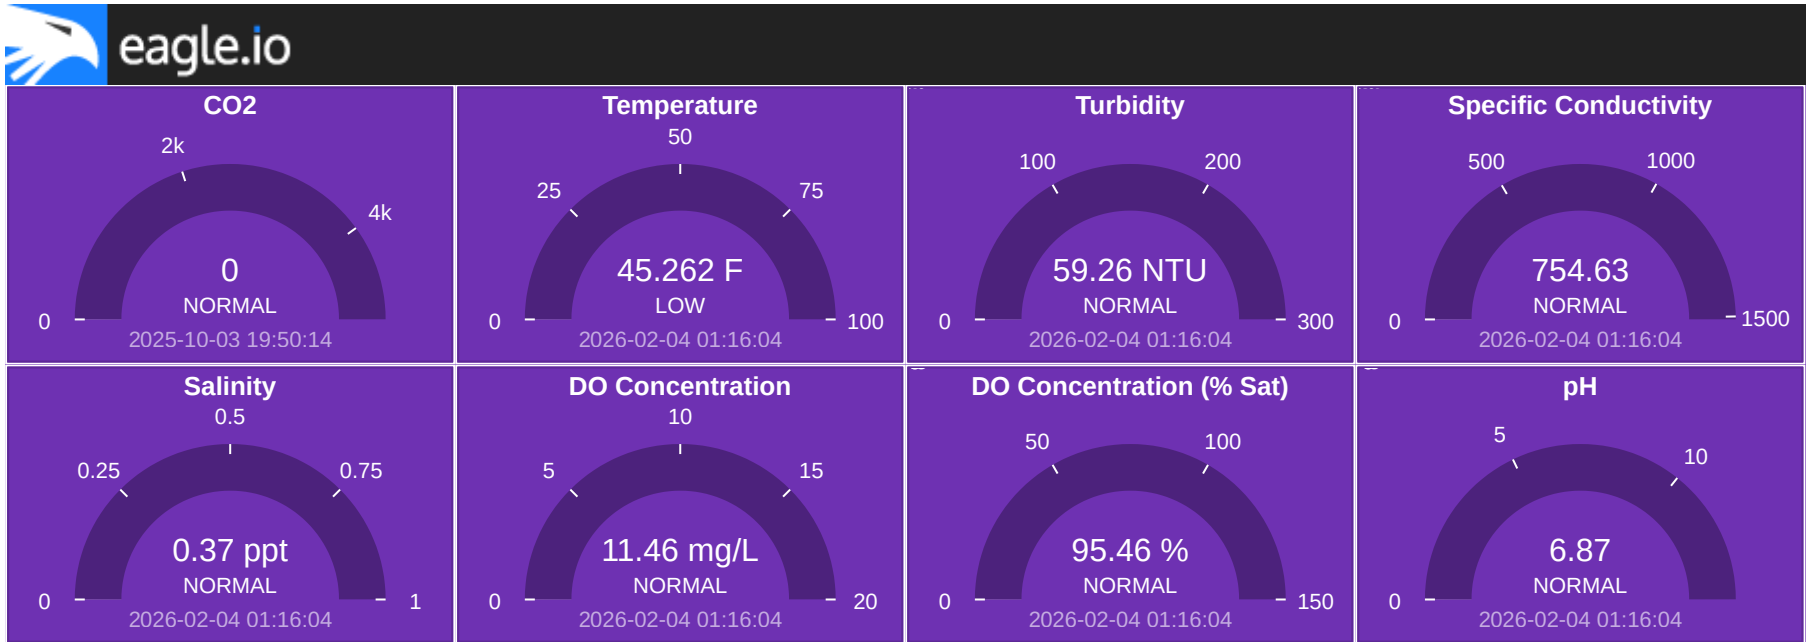 eagle.io
CO2
2k
4k
0
0
NORMAL
2025-10-03 19:50:14
Temperature
50
25
75
45.262 F
LOW
0
100
2026-02-04 01:16:04
Turbidity
100
200
59.26 NTU
NORMAL
0
300
2026-02-04 01:16:04
Specific Conductivity
500
1000
754.63
NORMAL
0
1500
2026-02-04 01:16:04
Salinity
0.5
0.25
0.75
0.37 ppt
NORMAL
0
1
2026-02-04 01:16:04
DO Concentration
10
5
15
11.46 mg/L
NORMAL
0
20
2026-02-04 01:16:04
DO Concentration (% Sat)
50
100
95.46 %
NORMAL
0
150
2026-02-04 01:16:04
pH
5
10
6.87
NORMAL
0
2026-02-04 01:16:04